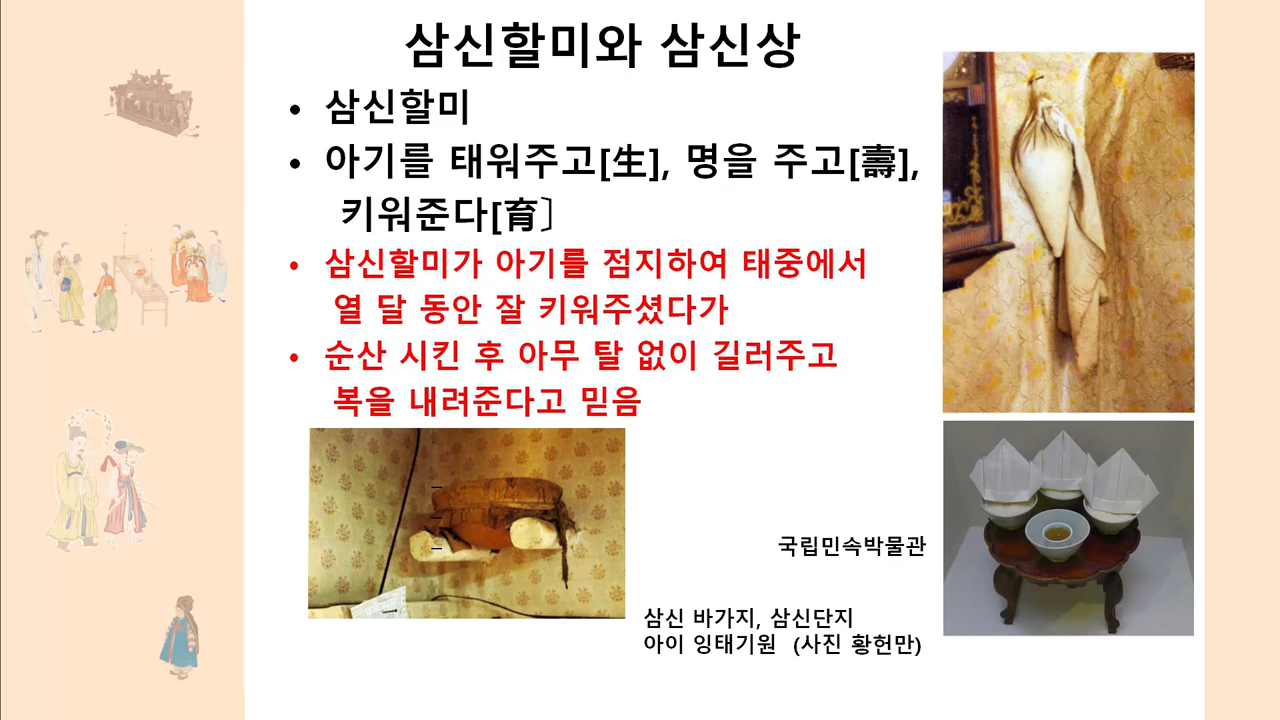 삼신할미와 삼신상
• 삼신할미
• 아기를 태워주고[生], 명을 주고[壽],
키워준다[育〕
• 삼신할미가 아기를 점지하여 태중에서
열 달 동안 잘 키워주셨다가
• 순산 시킨 후 아무 탈 없이 길러주고
복을 내려준다고 믿음
국립민속박물관
삼신 바가지, 삼신단지
아이 잉태기원 (사진 황헌만)